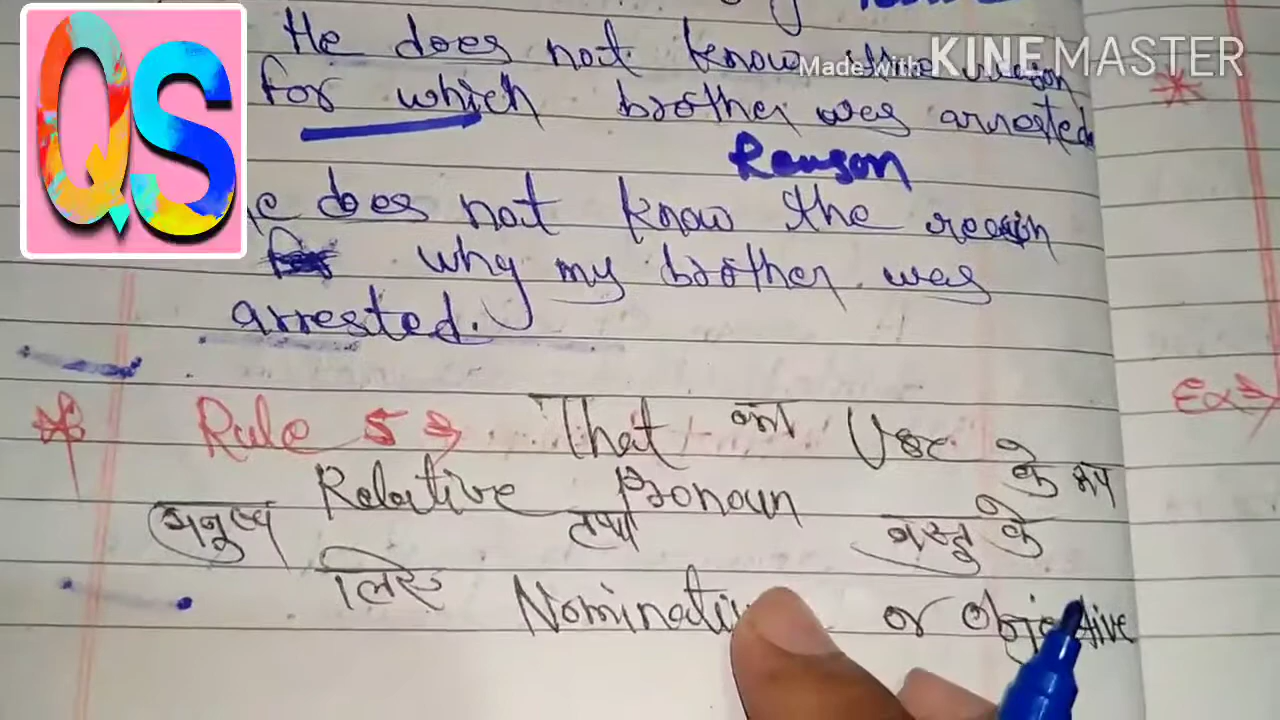 QS
Made with KINEMASTER
He does not know the reason
for which brother was arrested
Reason
he does not know the reason
why my brother was
arrested.
Rule 5 → That का Use के रूप
Relative Pronoun
मनुष्य तथा वस्तु के
लिए Nominativ or Objective
Ex →